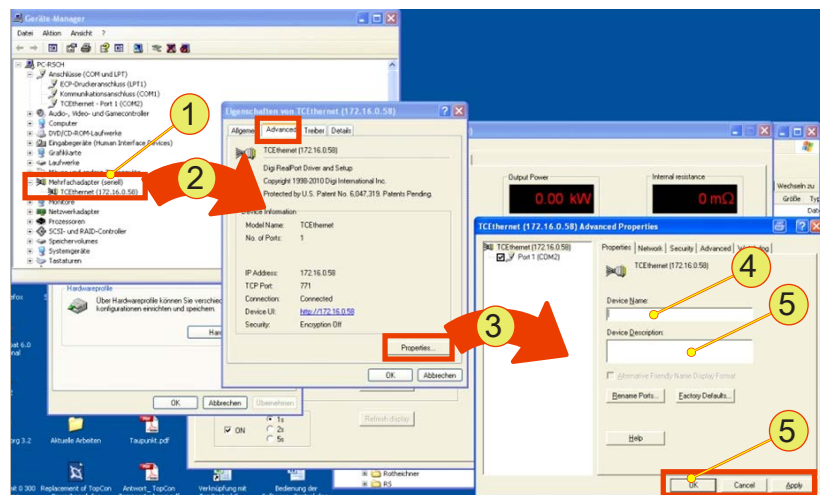 Geräte-Manager
Datei Aktion Ansicht ?
PC-RSCH
Anschlüsse (COM und LPT)
ECP-Druckeranschluss (LPT1)
Kommunikationsanschluss (COM1)
TCEthernet - Port 1 (COM2)
Audio-, Video- und Gamecontroller
Computer
DVD/CD-ROM-Laufwerke
Eingabegeräte (Human Interface Devices)
Grafikkarte
Laufwerke
Mehrfachadapter (seriell)
TCEthernet (172.16.0.58)
Monitore
Netzwerkadapter
Prozessoren
SCSI- und RAID-Controller
Speichervolumes
Systemgeräte
Tastaturen
1
2
Eigenschaften von TCEthernet (172.16.0.58)
Advanced Treiber Details
TCEthernet (172.16.0.58)
Digi RealPort Driver and Setup
Copyright 1998-2010 Digi International Inc.
Protected by U.S. Patent No. 6,047,319. Patents Pending.
Device Information
Model Name: TCEthernet
No. of Ports: 1
IP Address: 172.16.0.58
TCP Port: 771
Connection: Connected
Device UI: http://172.16.0.58
Security: Encryption Off
Properties...
OK Abbrechen
3
Output Power
0.00 kW
Internal resistance
0 mΩ
Wechseln zu
Größe
TCEthernet (172.16.0.58) Advanced Properties
TCEthernet (172.16.0.58)
Port 1 (COM2)
Properties Network Security Advanced
TCEthernet (172.16.0.58)
4
Device Name:
5
Device Description:
Alternative Friendly Name Display Format
Rename Ports... Factory Defaults...
Help
5
OK Cancel Apply
Hardwareprofile
Über Hardwareprofile können Sie
konfigurationen einrichten und speichern.
OK Abbrechen Übernehmen
ON
1s
2s
5s
Refresh display
Aktuelle Arbeiten
Taupunkt.pdf
Rotheichner
RS
Replacement of TopCon
Antwort_TopCon
Verknüpfung mit
Bedienung der